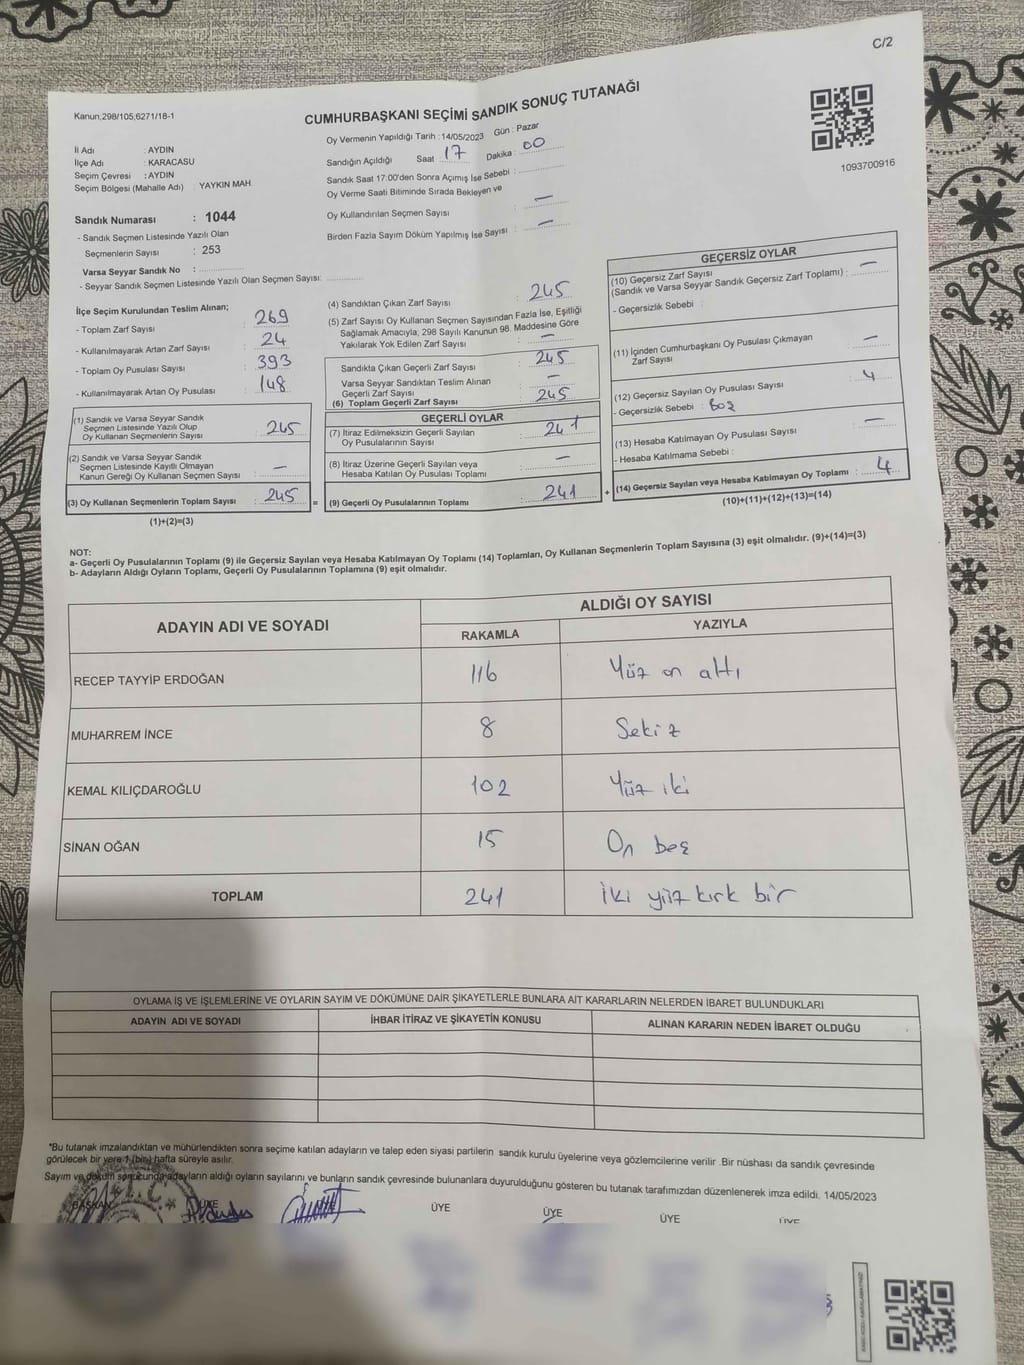 C/2
Kanun,298/105,6271/18-1
CUMHURBAŞKANI SEÇİMİ SANDIK SONUÇ TUTANAĞI
Oy Vermenin Yapıldığı Tarih : 14/05/2023 Gün : Pazar
Sandığın Açıldığı Saat : 17 Dakika : 00
Sandık Saat 17:00'den Sonra Açımış İse Sebebi :
Oy Verme Saati Bitiminde Sırada Bekleyen ve
Oy Kullandırılan Seçmen Sayısı : —
Birden Fazla Sayım Döküm Yapılmış İse Sayısı : —
1093700916
İl Adı : AYDIN
İlçe Adı : KARACASU
Seçim Çevresi : AYDIN
Seçim Bölgesi (Mahalle Adı) : YAYKIN MAH.
Sandık Numarası : 1044
- Sandık Seçmen Listesinde Yazılı Olan
Seçmenlerin Sayısı : 253
Varsa Seyyar Sandık No :
- Seyyar Sandık Seçmen Listesinde Yazılı Olan Seçmen Sayısı:
İlçe Seçim Kurulundan Teslim Alınan;
- Toplam Zarf Sayısı : 269
- Kullanılmayarak Artan Zarf Sayısı : 24
- Toplam Oy Pusulası Sayısı : 393
- Kullanılmayarak Artan Oy Pusulası : 148
(1) Sandık ve Varsa Seyyar Sandık
Seçmen Listesinde Yazılı Olup
Oy Kullanan Seçmenlerin Sayısı : 245
(2) Sandık ve Varsa Seyyar Sandık
Seçmen Listesinde Kayıtlı Olmayan
Kanun Gereği Oy Kullanan Seçmen Sayısı : —
(3) Oy Kullanan Seçmenlerin Toplam Sayısı : 245 =
(1)+(2)=(3)
(4) Sandıktan Çıkan Zarf Sayısı : 245
(5) Zarf Sayısı Oy Kullanan Seçmen Sayısından Fazla İse, Eşitliği
Sağlamak Amacıyla; 298 Sayılı Kanunun 98. Maddesine Göre
Yakılarak Yok Edilen Zarf Sayısı : —
Sandıkta Çıkan Geçerli Zarf Sayısı : 245
Varsa Seyyar Sandıktan Teslim Alınan
Geçerli Zarf Sayısı : —
(6) Toplam Geçerli Zarf Sayısı : 245
GEÇERLİ OYLAR
(7) İtiraz Edilmeksizin Geçerli Sayılan
Oy Pusulalarının Sayısı : 241
(8) İtiraz Üzerine Geçerli Sayılan veya
Hesaba Katılan Oy Pusulası Toplamı : —
(9) Geçerli Oy Pusulalarının Toplamı : 241 +
GEÇERSİZ OYLAR
(10) Geçersiz Zarf Sayısı
(Sandık ve Varsa Seyyar Sandık Geçersiz Zarf Toplamı) : —
- Geçersizlik Sebebi :
(11) İçinden Cumhurbaşkanı Oy Pusulası Çıkmayan
Zarf Sayısı : —
(12) Geçersiz Sayılan Oy Pusulası Sayısı : 4
- Geçersizlik Sebebi : Boş
(13) Hesaba Katılmayan Oy Pusulası Sayısı : —
- Hesaba Katılmama Sebebi :
(14) Geçersiz Sayılan veya Hesaba Katılmayan Oy Toplamı : 4
(10)+(11)+(12)+(13)=(14)
NOT:
a- Geçerli Oy Pusulalarının Toplamı (9) ile Geçersiz Sayılan veya Hesaba Katılmayan Oy Toplamı (14) Toplamları, Oy Kullanan Seçmenlerin Toplam Sayısına (3) eşit olmalıdır. (9)+(14)=(3)
b- Adayların Aldığı Oyların Toplamı, Geçerli Oy Pusulalarının Toplamına (9) eşit olmalıdır.
ADAYIN ADI VE SOYADI ALDIĞI OY SAYISI
RAKAMLA YAZIYLA
RECEP TAYYİP ERDOĞAN 116 Yüz on altı
MUHARREM İNCE 8 Sekiz
KEMAL KILIÇDAROĞLU 102 Yüz iki
SİNAN OĞAN 15 On beş
TOPLAM 241 İki yüz kırk bir
OYLAMA İŞ VE İŞLEMLERİNE VE OYLARIN SAYIM VE DÖKÜMÜNE DAİR ŞİKAYETLERLE BUNLARA AİT KARARLARIN NELERDEN İBARET BULUNDUKLARI
ADAYIN ADI VE SOYADI İHBAR İTİRAZ VE ŞİKAYETİN KONUSU ALINAN KARARIN NEDEN İBARET OLDUĞU
*Bu tutanak imzalandıktan ve mühürlendikten sonra seçime katılan adayların ve talep eden siyasi partilerin sandık kurulu üyelerine veya gözlemcilerine verilir .Bir nüshası da sandık çevresinde
görülecek bir yere 1 (bir) hafta süreyle asılır.
Sayım ve döküm sonucunda adayların aldığı oyların sayılarını ve bunların sandık çevresinde bulunanlara duyurulduğunu gösteren bu tutanak tarafımızdan düzenlenerek imza edildi. 14/05/2023
BAŞKAN ÜYE ÜYE ÜYE ÜYE ÜYE